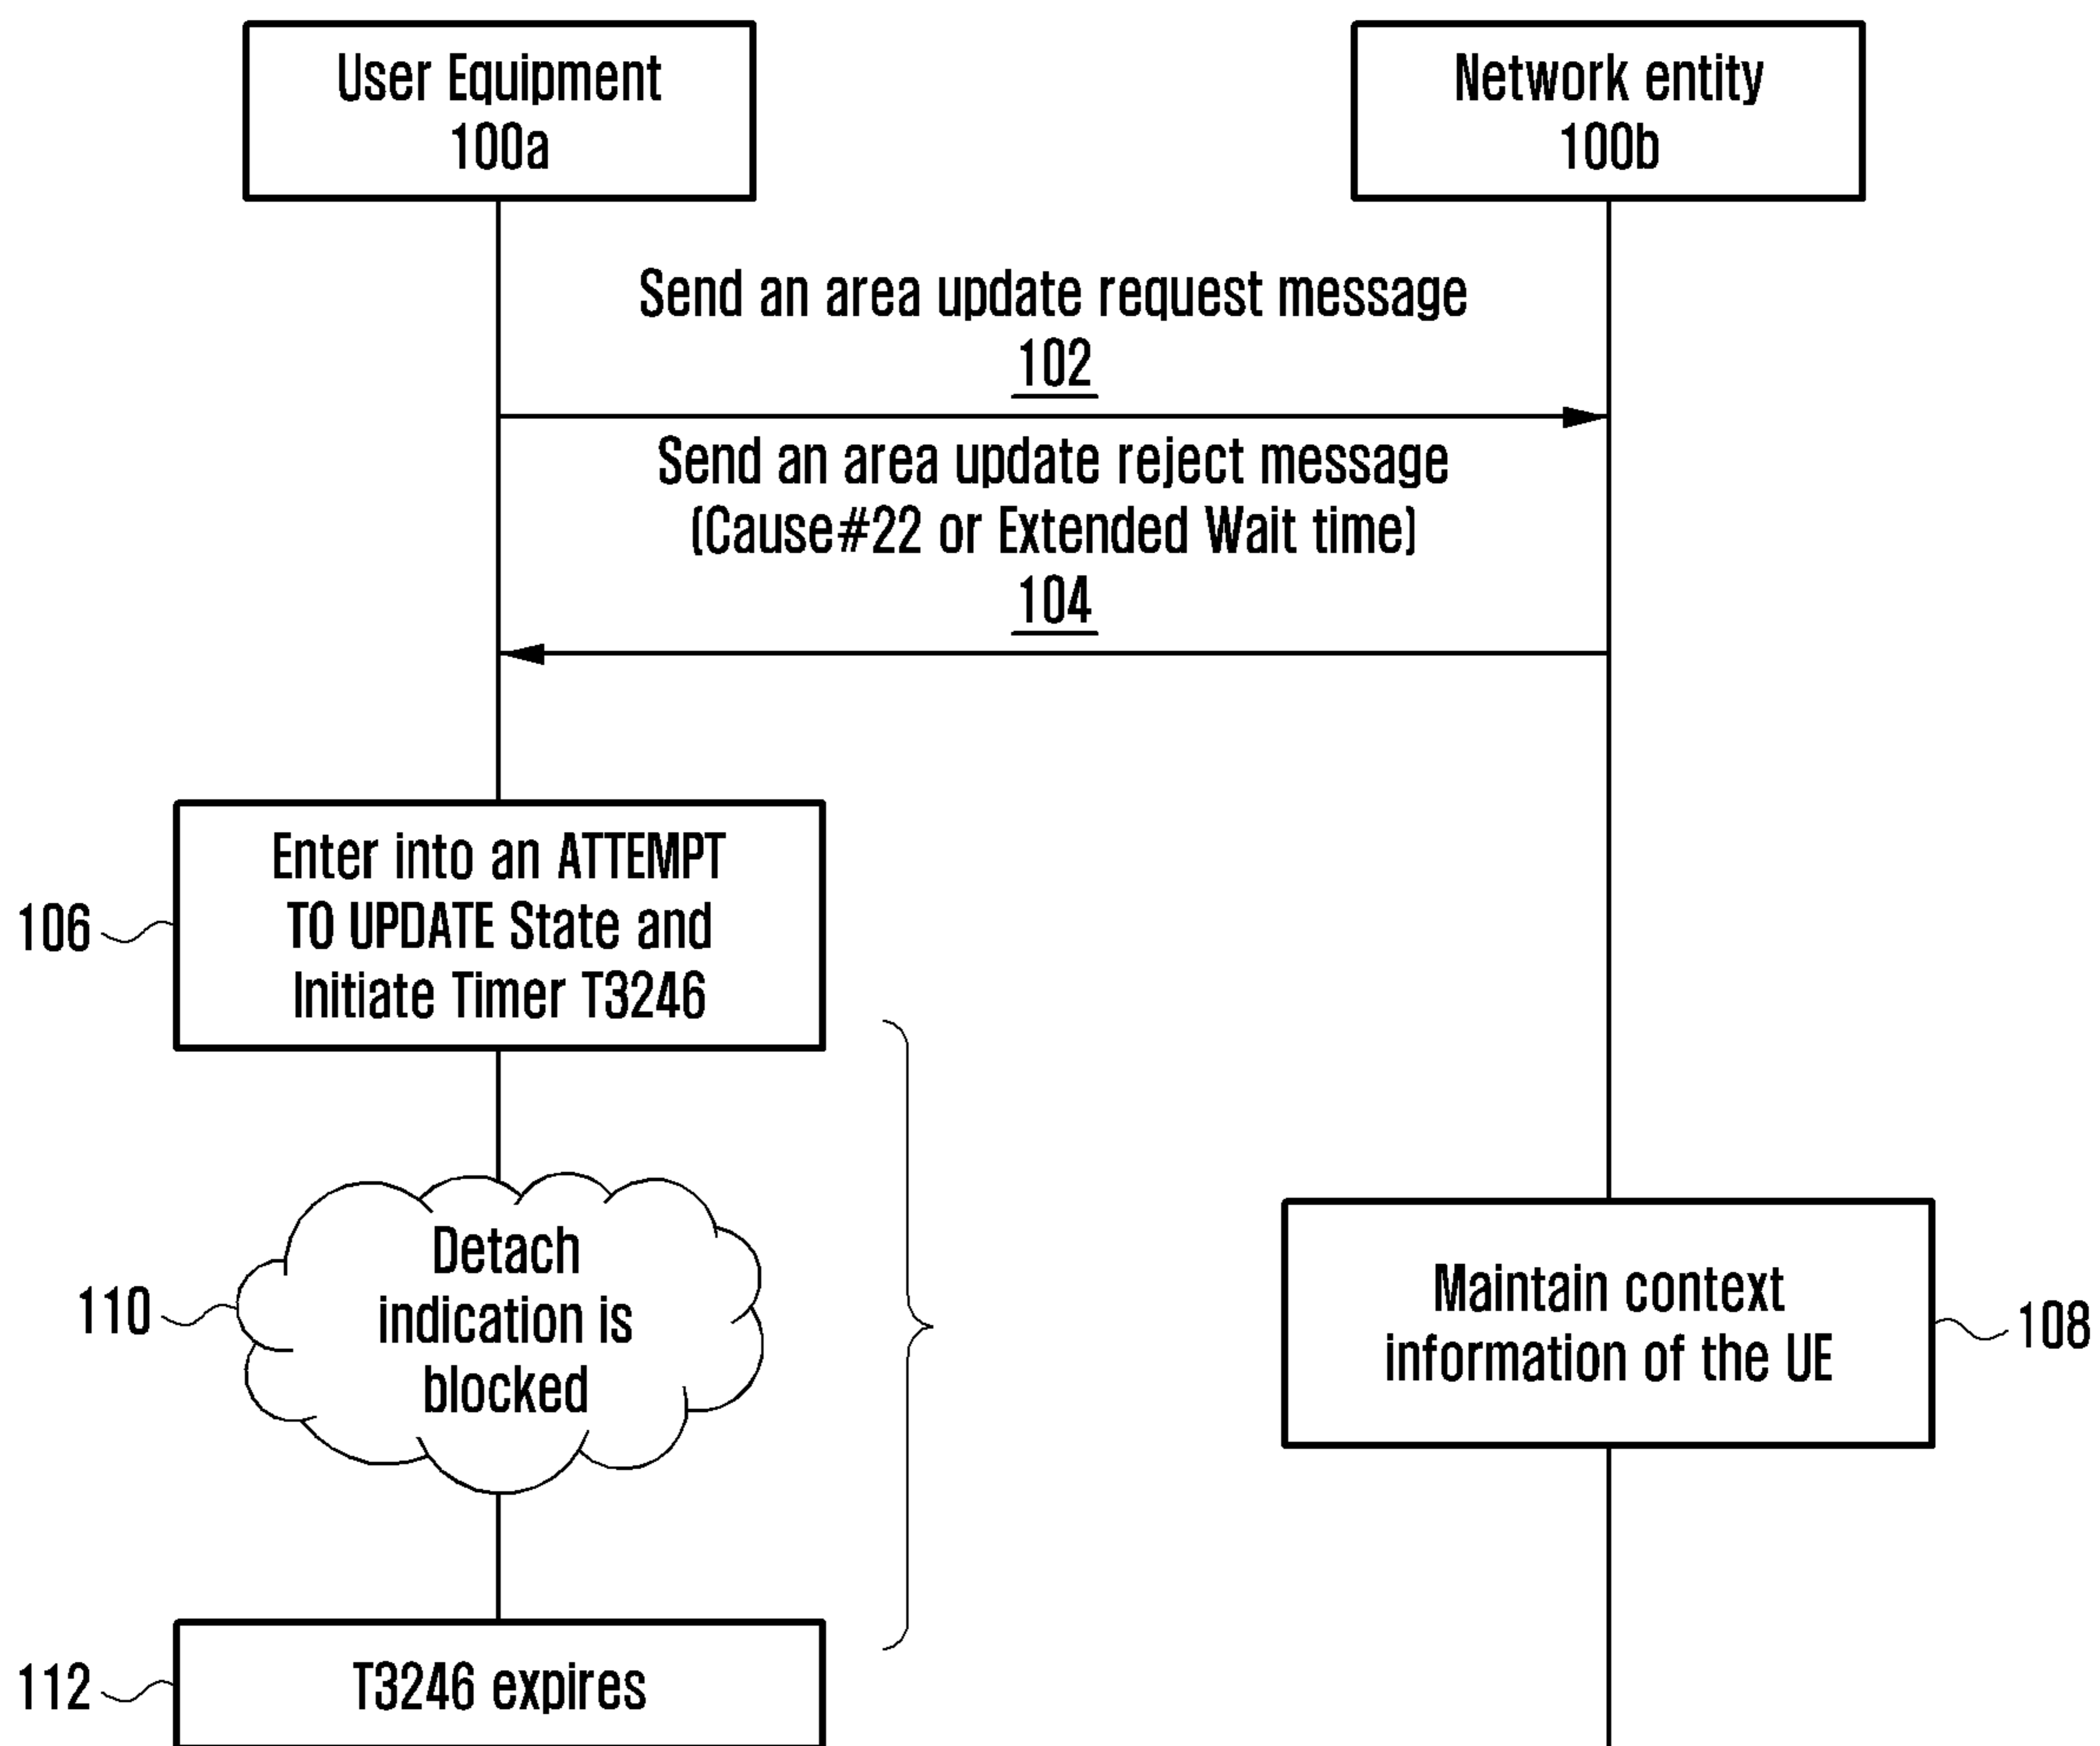 User Equipment
100a
Network entity
100b
Send an area update request message
102
Send an area update reject message
(Cause#22 or Extended Wait time)
104
Enter into an ATTEMPT
TO UPDATE State and
Initiate Timer T3246
106
Detach
indication is
blocked
110
Maintain context
information of the UE
108
T3246 expires
112